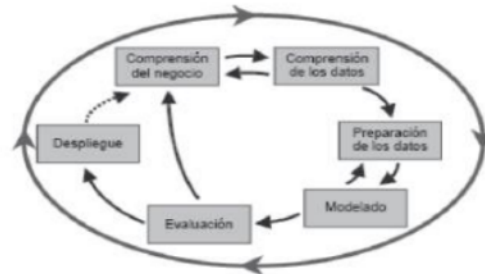 Comprensión
del negocio
Comprensión
de los datos
Preparación
de los datos
Modelado
Evaluación
Despliegue